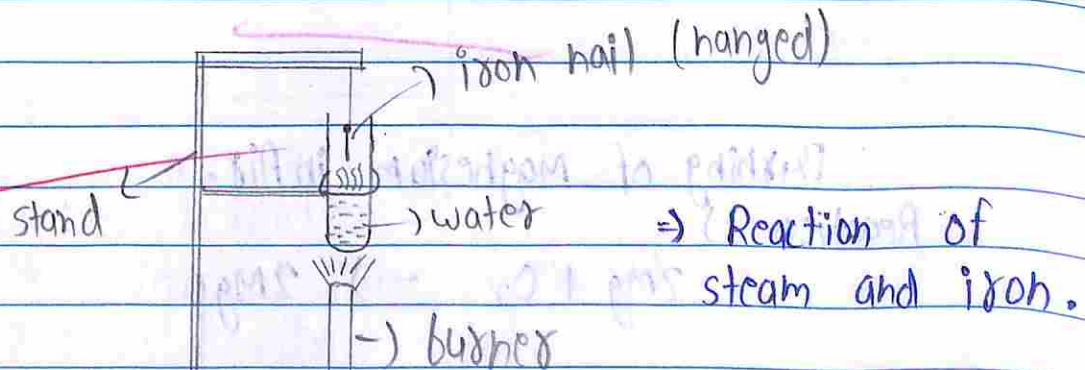 iron nail (hanged)
stand
water
=) Reaction of
steam and iron.
burner